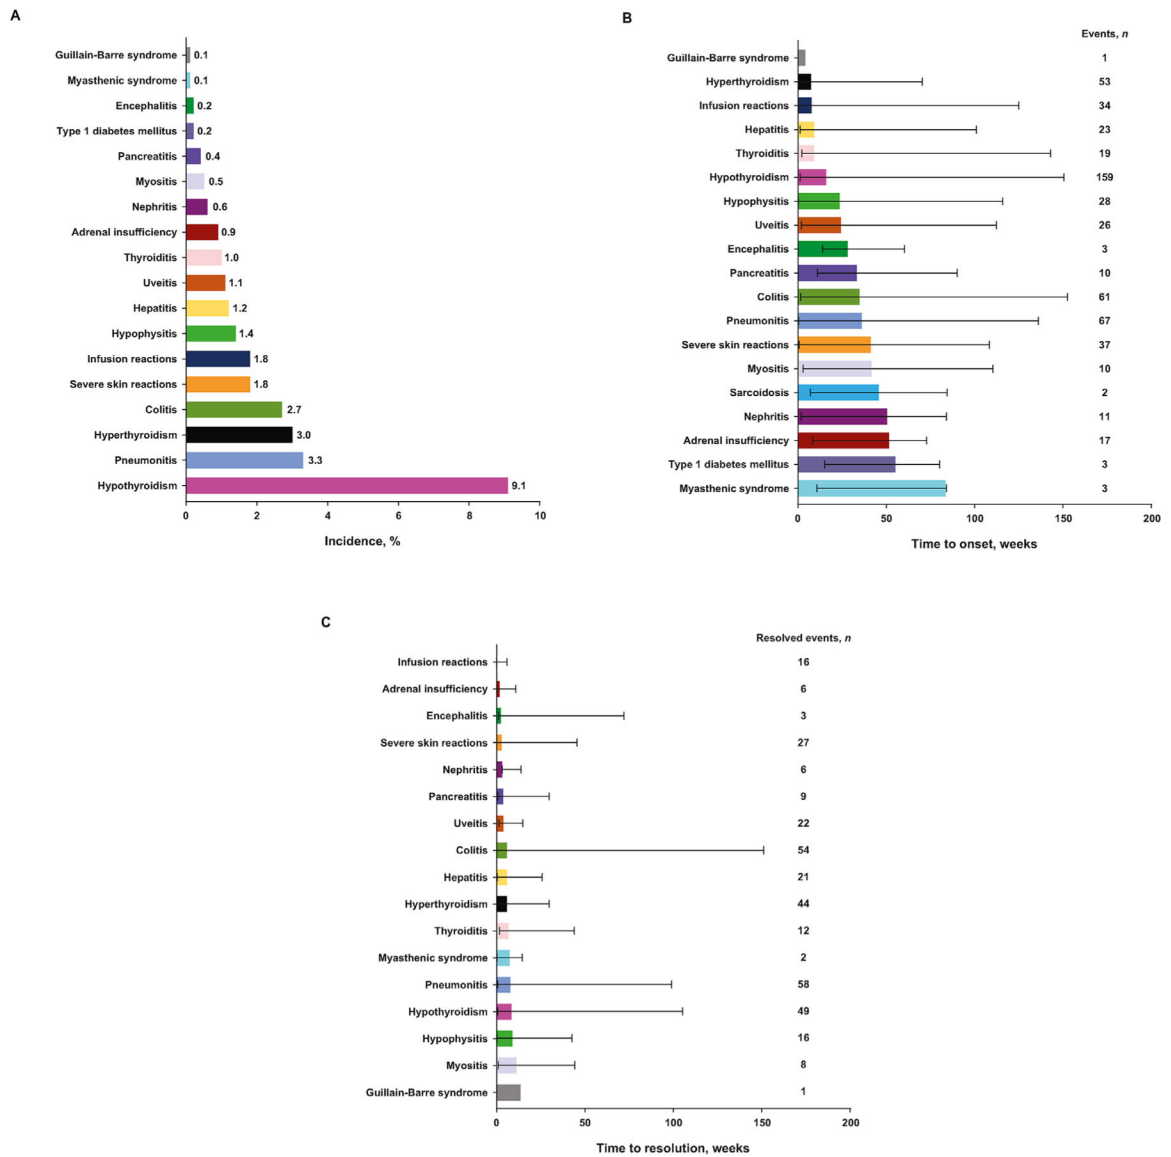 A
Guillain-Barre syndrome 0.1
Myasthenic syndrome 0.1
Encephalitis 0.2
Type 1 diabetes mellitus 0.2
Pancreatitis 0.4
Myositis 0.5
Nephritis 0.6
Adrenal insufficiency 0.9
Thyroiditis 1.0
Uveitis 1.1
Hepatitis 1.2
Hypophysitis 1.4
Infusion reactions 1.8
Severe skin reactions 1.8
Colitis 2.7
Hyperthyroidism 3.0
Pneumonitis 3.3
Hypothyroidism 9.1
0 2 4 6 8 10
Incidence, %
B
Events, n
Guillain-Barre syndrome 1
Hyperthyroidism 53
Infusion reactions 34
Hepatitis 23
Thyroiditis 19
Hypothyroidism 159
Hypophysitis 28
Uveitis 26
Encephalitis 3
Pancreatitis 10
Colitis 61
Pneumonitis 67
Severe skin reactions 37
Myositis 10
Sarcoidosis 2
Nephritis 11
Adrenal insufficiency 17
Type 1 diabetes mellitus 3
Myasthenic syndrome 3
0 50 100 150 200
Time to onset, weeks
C
Resolved events, n
Infusion reactions 16
Adrenal insufficiency 6
Encephalitis 3
Severe skin reactions 27
Nephritis 6
Pancreatitis 9
Uveitis 22
Colitis 54
Hepatitis 21
Hyperthyroidism 44
Thyroiditis 12
Myasthenic syndrome 2
Pneumonitis 58
Hypothyroidism 49
Hypophysitis 16
Myositis 8
Guillain-Barre syndrome 1
0 50 100 150 200
Time to resolution, weeks